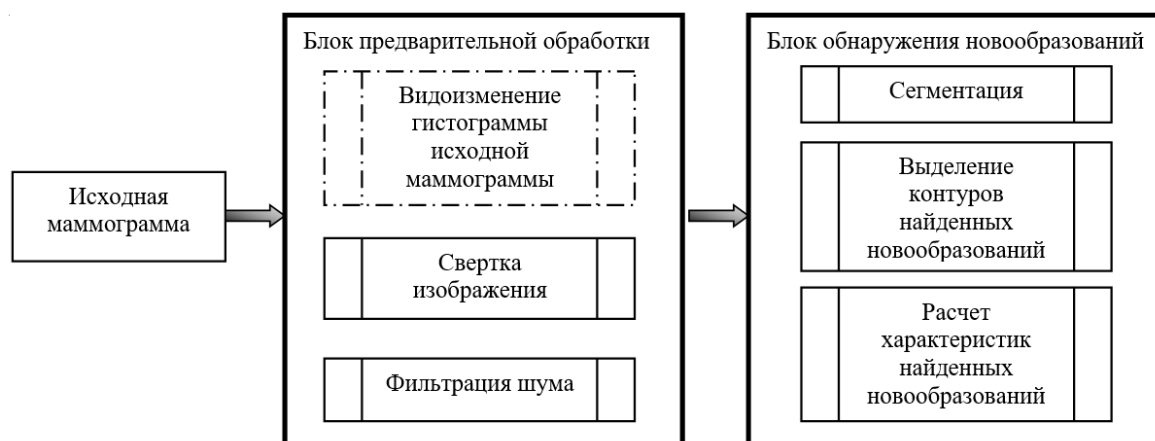 Исходная
маммограмма
Блок предварительной обработки
Видоизменение
гистограммы
исходной
маммограммы
Свертка
изображения
Фильтрация шума
Блок обнаружения новообразований
Сегментация
Выделение
контуров
найденных
новообразований
Расчет
характеристик
найденных
новообразований